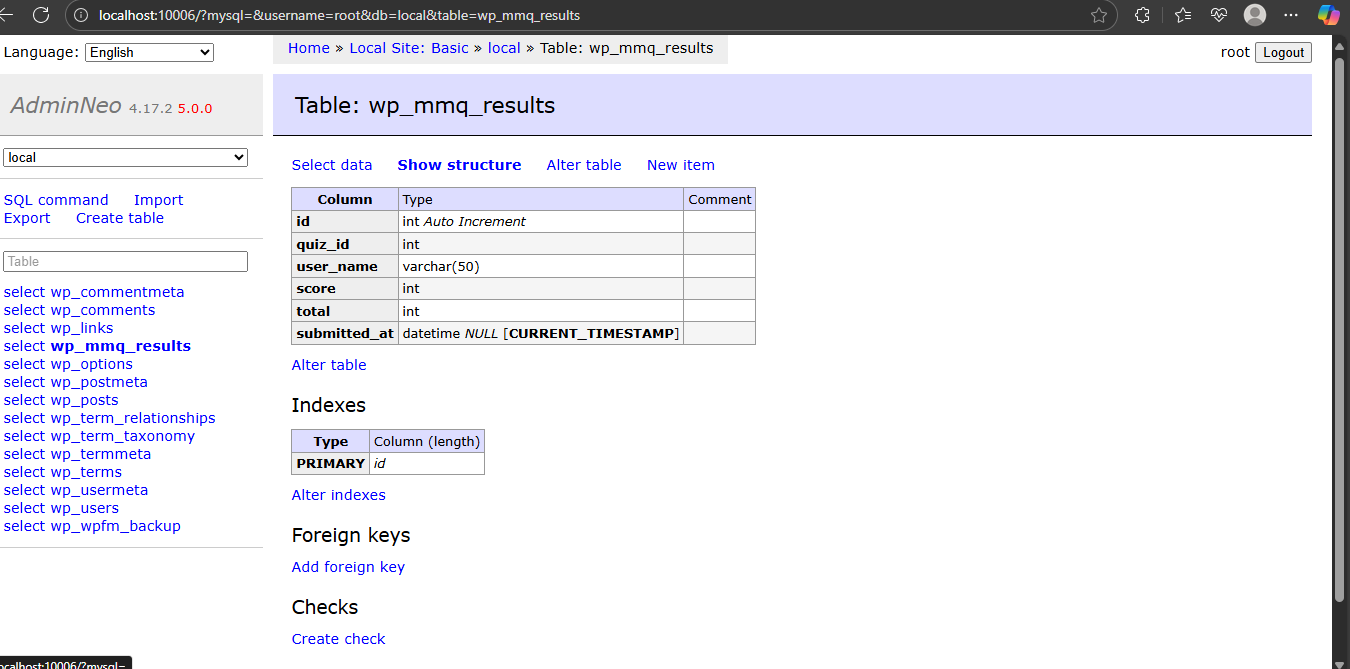 localhost:10006/?mysql=&username=root&db=local&table=wp_mmq_results
Language: English
Home » Local Site: Basic » local » Table: wp_mmq_results
root Logout
AdminNeo 4.17.2 5.0.0
Table: wp_mmq_results
local
SQL command Import
Export Create table
Table
select wp_commentmeta
select wp_comments
select wp_links
select wp_mmq_results
select wp_options
select wp_postmeta
select wp_posts
select wp_term_relationships
select wp_term_taxonomy
select wp_termmeta
select wp_terms
select wp_usermeta
select wp_users
select wp_wpfm_backup
Select data Show structure Alter table New item
Column Type Comment
id int Auto Increment
quiz_id int
user_name varchar(50)
score int
total int
submitted_at datetime NULL [CURRENT_TIMESTAMP]
Alter table
Indexes
Type Column (length)
PRIMARY id
Alter indexes
Foreign keys
Add foreign key
Checks
Create check
ocalhost:10006/?mysql=